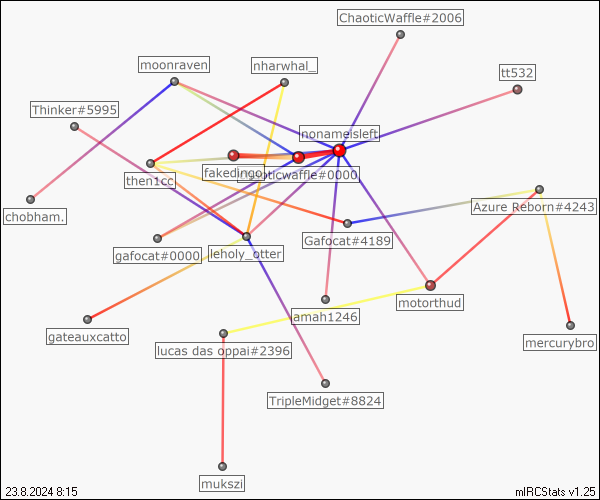 ChaoticWaffle#2006
moonraven
nharwhal_
tt532
Thinker#5995
nonameisleft
fakedingo
chaoticwaffle#0000
then1cc
chobham.
Azure Reborn#4243
gafocat#0000
leholy_otter
Gafocat#4189
motorthud
amah1246
gateauxcatto
mercurybro
lucas das oppai#2396
TripleMidget#8824
mukszi
23.8.2024 8:15
mIRCStats v1.25